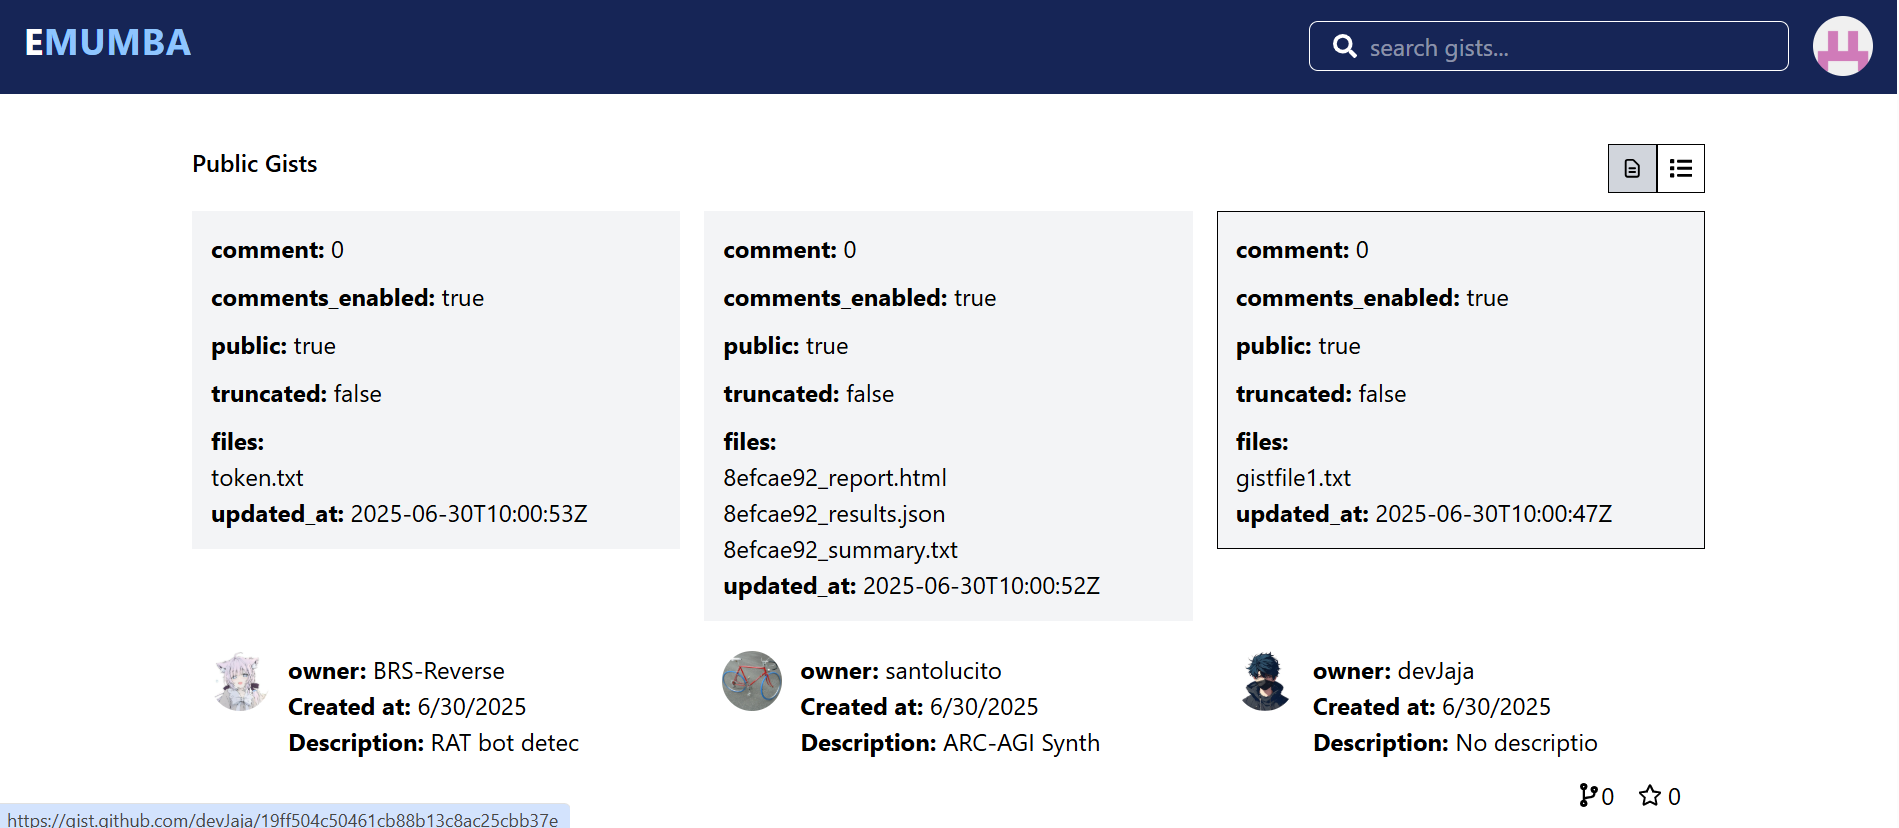 EMUMBA
search gists...
Public Gists
comment: 0
comments_enabled: true
public: true
truncated: false
files:
token.txt
updated_at: 2025-06-30T10:00:53Z
comment: 0
comments_enabled: true
public: true
truncated: false
files:
8efcae92_report.html
8efcae92_results.json
8efcae92_summary.txt
updated_at: 2025-06-30T10:00:52Z
comment: 0
comments_enabled: true
public: true
truncated: false
files:
gistfile1.txt
updated_at: 2025-06-30T10:00:47Z
owner: BRS-Reverse
Created at: 6/30/2025
Description: RAT bot detec
owner: santolucito
Created at: 6/30/2025
Description: ARC-AGI Synth
owner: devJaja
Created at: 6/30/2025
Description: No descriptio
0 0
https://gist.github.com/devJaja/19ff504c50461cb88b13c8ac25cbb37e